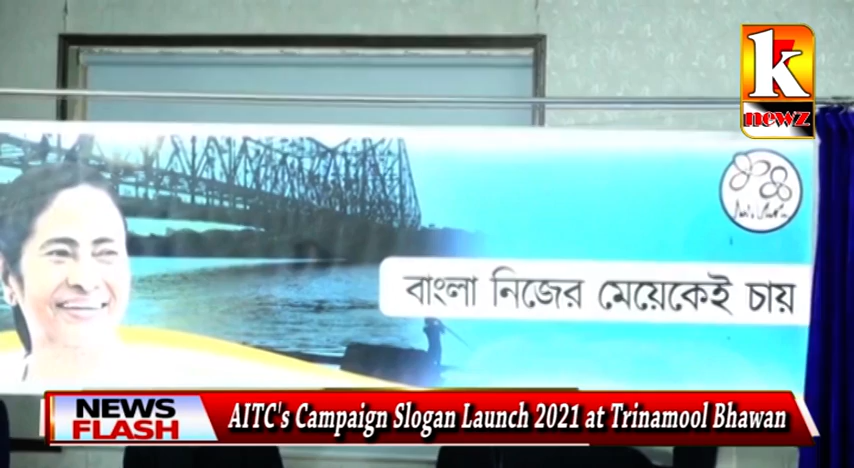 k
newz
বাংলা নিজের মেয়েকেই চায়
NEWS
FLASH
AITC's Campaign Slogan Launch 2021 at Trinamool Bhawan